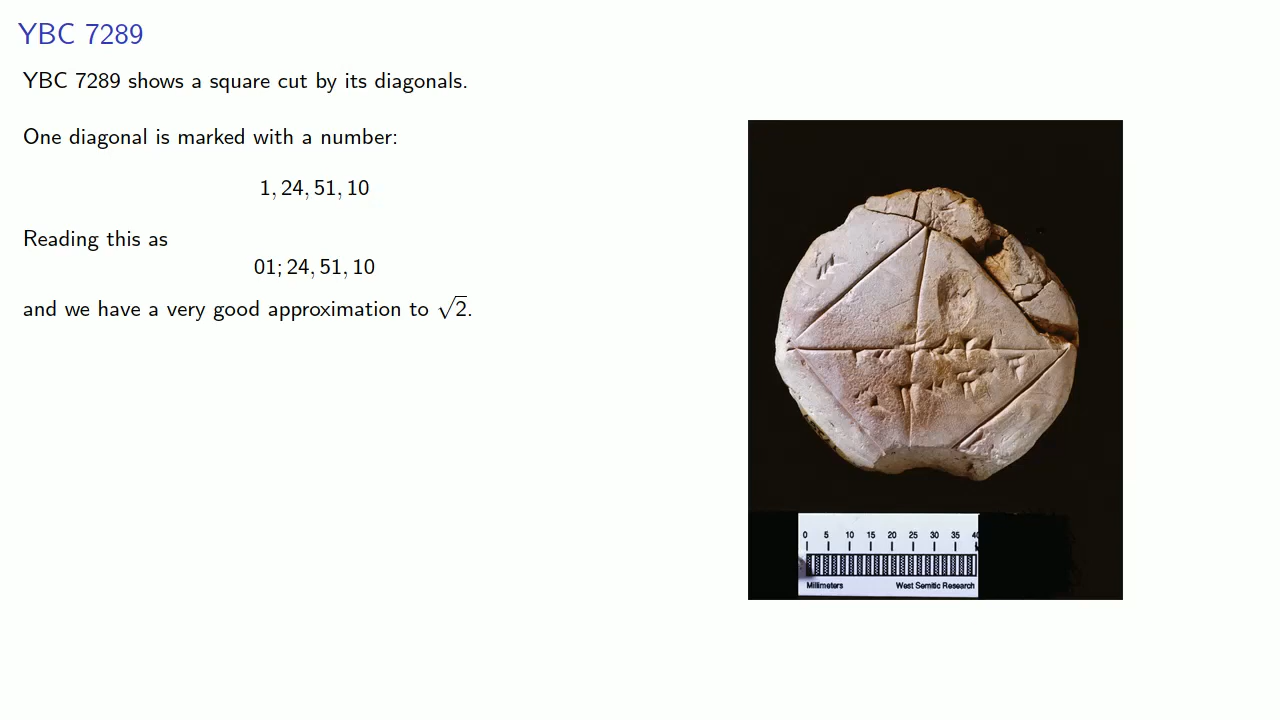 YBC 7289
YBC 7289 shows a square cut by its diagonals.
One diagonal is marked with a number:
1, 24, 51, 10
Reading this as
01; 24, 51, 10
and we have a very good approximation to √2.
0 5 10 15 20 25 30 35 40
Millimeters West Semitic Research